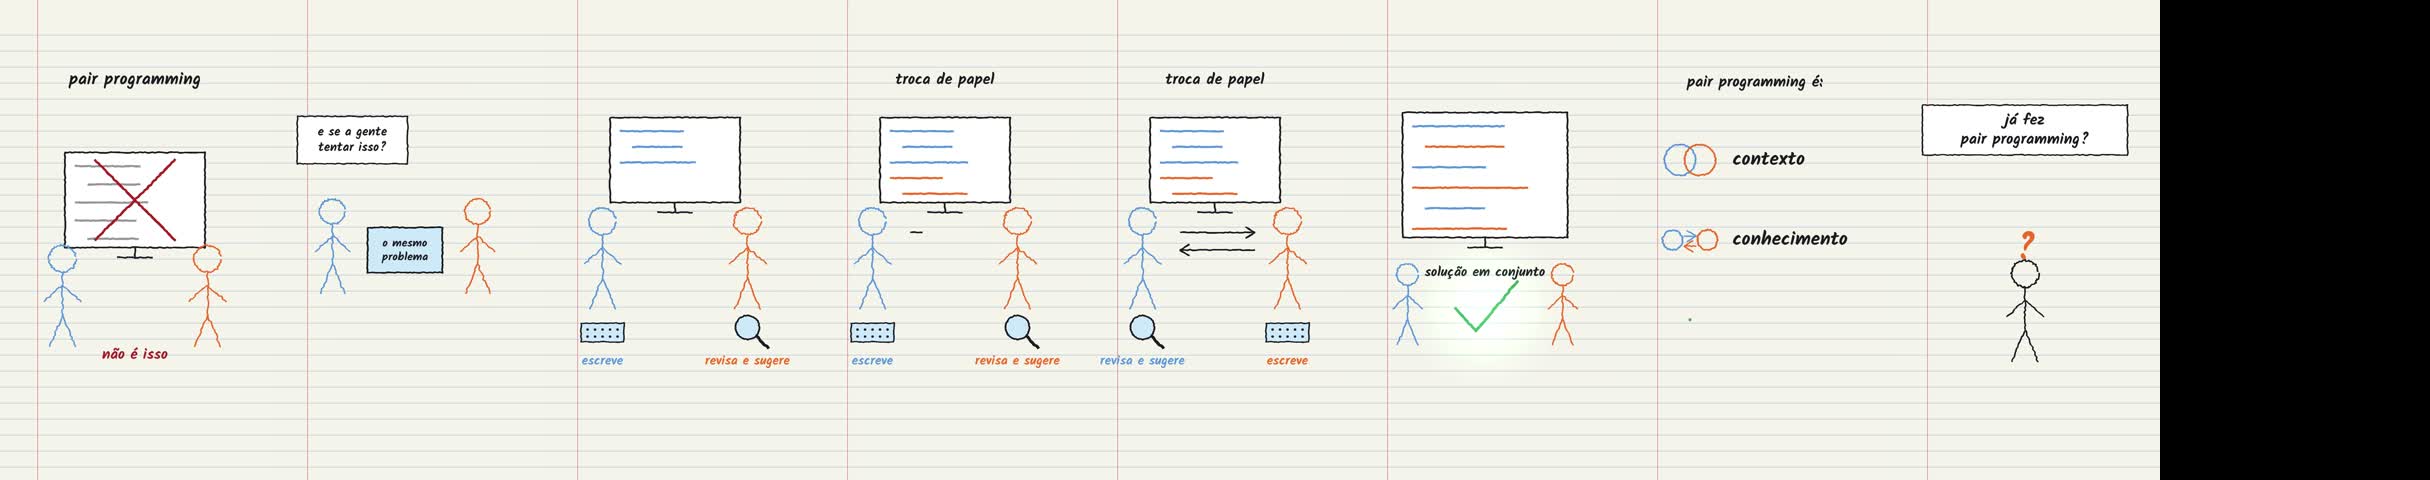 pair programming
não é isso
e se a gente
tentar isso?
o mesmo
problema
escreve
revisa e sugere
troca de papel
escreve
revisa e sugere
troca de papel
revisa e sugere
escreve
solução em conjunto
pair programming é:
contexto
conhecimento
já fez
pair programming?
?